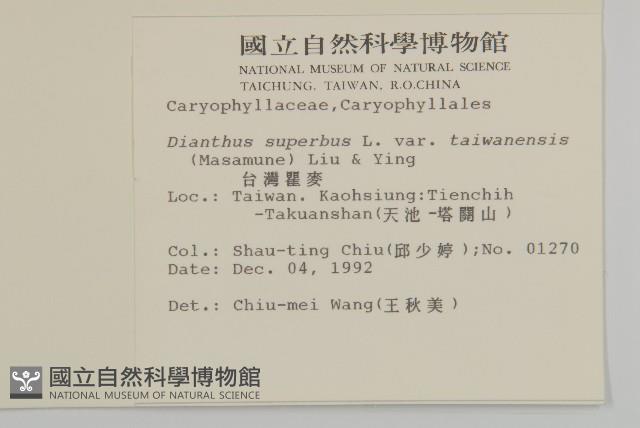 國立自然科學博物館
NATIONAL MUSEUM OF NATURAL SCIENCE
TAICHUNG, TAIWAN, R.O.CHINA
Caryophyllaceae,Caryophyllales
Dianthus superbus L. var. taiwanensis
(Masamune) Liu & Ying
台灣瞿麥
Loc.: Taiwan. Kaohsiung:Tienchih
-Takuanshan(天池-塔關山)
Col.: Shau-ting Chiu(邱少婷);No. 01270
Date: Dec. 04, 1992
Det.: Chiu-mei Wang(王秋美)
國立自然科學博物館
NATIONAL MUSEUM OF NATURAL SCIENCE